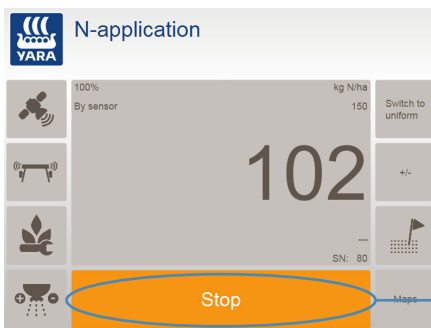 YARA
N-application
100%
kg N/ha
By sensor
150
Switch to
uniform
102
+/-
---
SN: 80
Stop
Maps